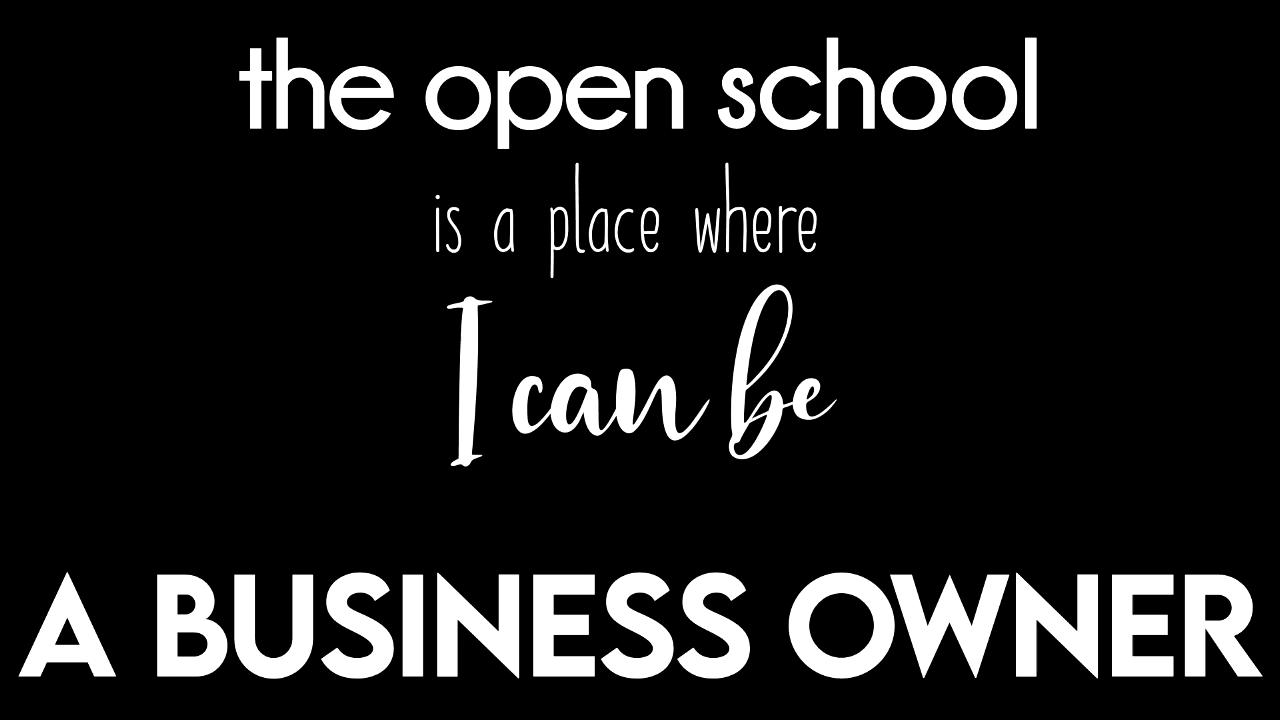 the open school
is a place where
I can be
A BUSINESS OWNER